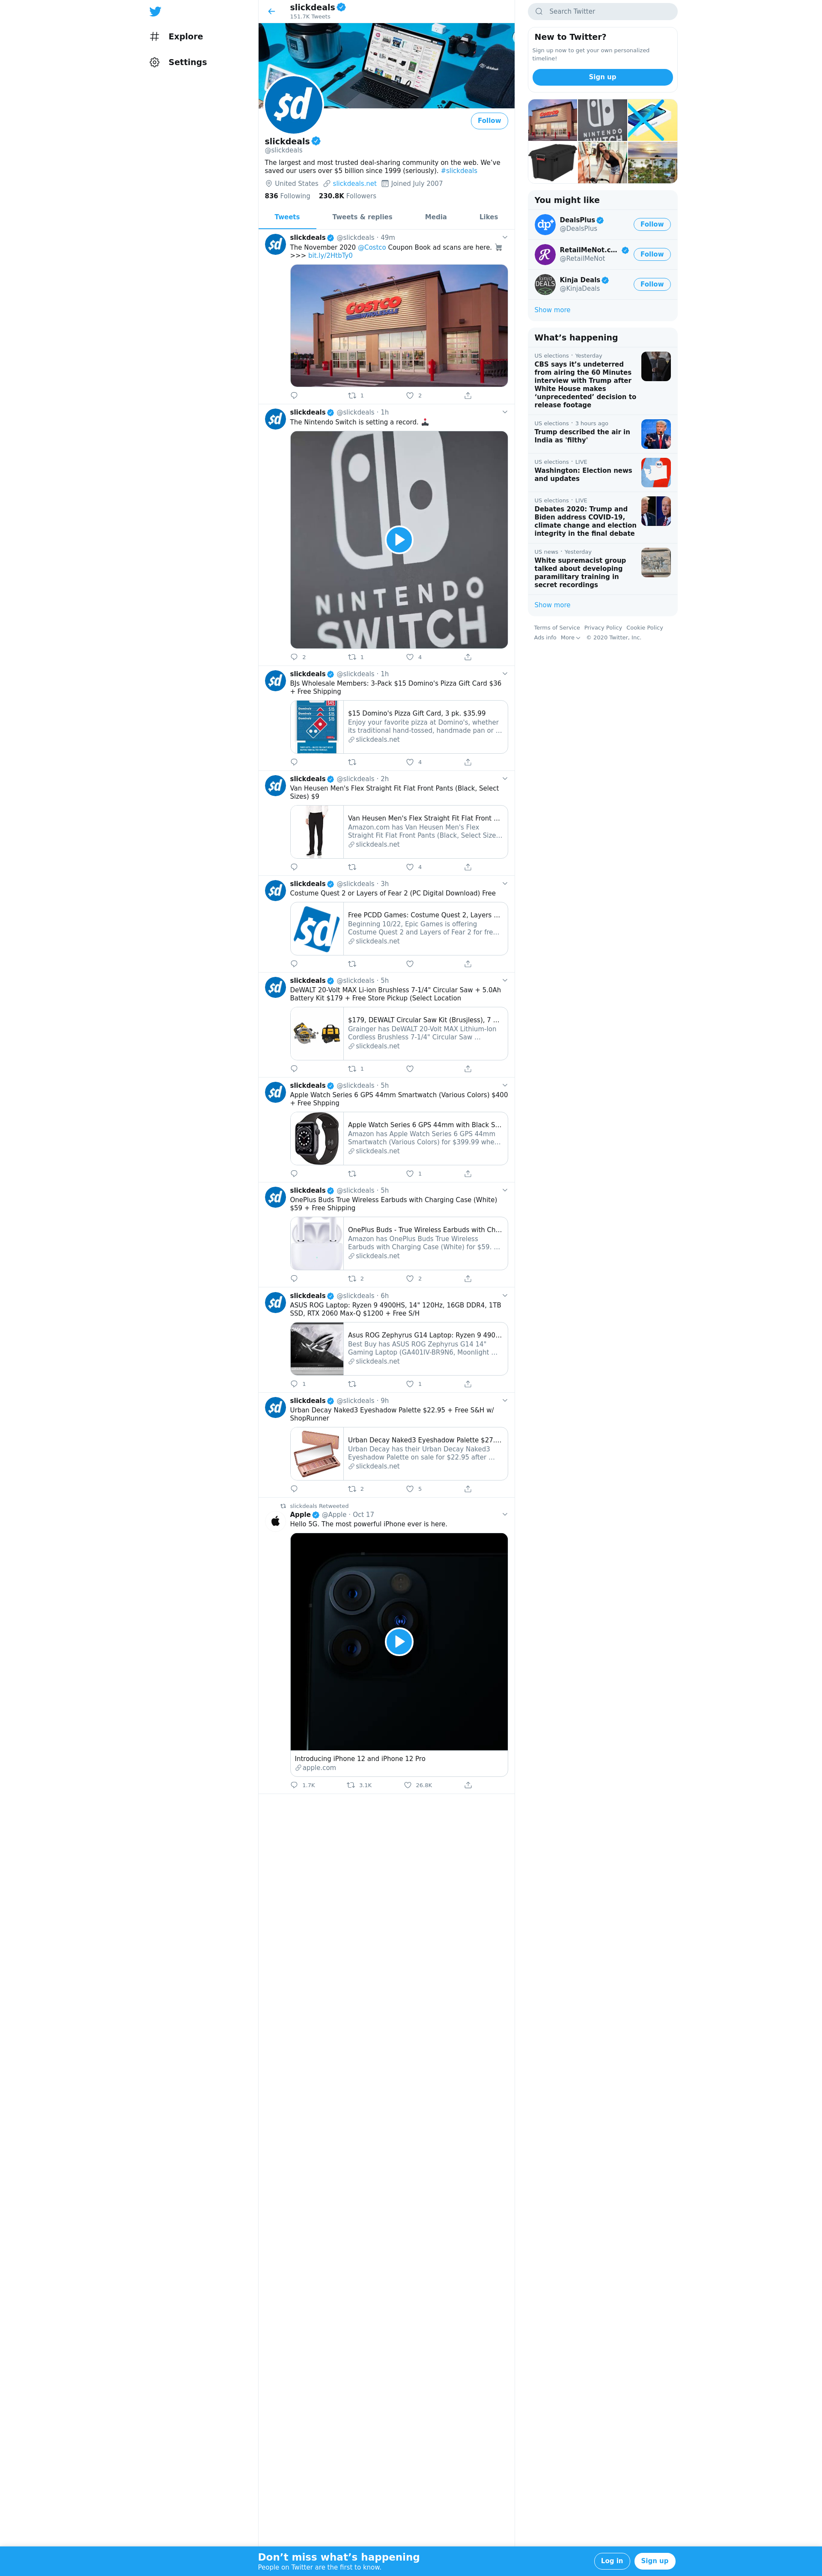 Explore
Settings
slickdeals
151.7K Tweets
$d
Follow
slickdeals
@slickdeals
The largest and most trusted deal-sharing community on the web. We've
saved our users over $5 billion since 1999 (seriously). #slickdeals
United States slickdeals.net Joined July 2007
836 Following 230.8K Followers
Tweets Tweets & replies Media Likes
slickdeals @slickdeals · 49m
The November 2020 @Costco Coupon Book ad scans are here.
>>> bit.ly/2HtbTy0
COSTCO
WHOLESALE
1 2
slickdeals @slickdeals · 1h
The Nintendo Switch is setting a record.
NINTENDO
SWITCH
2 1 4
slickdeals @slickdeals · 1h
BJs Wholesale Members: 3-Pack $15 Domino's Pizza Gift Card $36
+ Free Shipping
$15 Domino's Pizza Gift Card, 3 pk. $35.99
Enjoy your favorite pizza at Domino's, whether
its traditional hand-tossed, handmade pan or ...
slickdeals.net
4
slickdeals @slickdeals · 2h
Van Heusen Men's Flex Straight Fit Flat Front Pants (Black, Select
Sizes) $9
Van Heusen Men's Flex Straight Fit Flat Front ...
Amazon.com has Van Heusen Men's Flex
Straight Fit Flat Front Pants (Black, Select Size...
slickdeals.net
4
slickdeals @slickdeals · 3h
Costume Quest 2 or Layers of Fear 2 (PC Digital Download) Free
$d
Free PCDD Games: Costume Quest 2, Layers ...
Beginning 10/22, Epic Games is offering
Costume Quest 2 and Layers of Fear 2 for fre...
slickdeals.net
slickdeals @slickdeals · 5h
DeWALT 20-Volt MAX Li-ion Brushless 7-1/4" Circular Saw + 5.0Ah
Battery Kit $179 + Free Store Pickup (Select Location
$179, DEWALT Circular Saw Kit (Brusjless), 7 ...
Grainger has DeWALT 20-Volt MAX Lithium-Ion
Cordless Brushless 7-1/4" Circular Saw ...
slickdeals.net
1
slickdeals @slickdeals · 5h
Apple Watch Series 6 GPS 44mm Smartwatch (Various Colors) $400
+ Free Shpping
Apple Watch Series 6 GPS 44mm with Black S...
Amazon has Apple Watch Series 6 GPS 44mm
Smartwatch (Various Colors) for $399.99 whe...
slickdeals.net
1
slickdeals @slickdeals · 5h
OnePlus Buds True Wireless Earbuds with Charging Case (White)
$59 + Free Shipping
OnePlus Buds - True Wireless Earbuds with Ch...
Amazon has OnePlus Buds True Wireless
Earbuds with Charging Case (White) for $59. ...
slickdeals.net
2 2
slickdeals @slickdeals · 6h
ASUS ROG Laptop: Ryzen 9 4900HS, 14" 120Hz, 16GB DDR4, 1TB
SSD, RTX 2060 Max-Q $1200 + Free S/H
Asus ROG Zephyrus G14 Laptop: Ryzen 9 490...
Best Buy has ASUS ROG Zephyrus G14 14"
Gaming Laptop (GA401IV-BR9N6, Moonlight ...
slickdeals.net
1 1
slickdeals @slickdeals · 9h
Urban Decay Naked3 Eyeshadow Palette $22.95 + Free S&H w/
ShopRunner
Urban Decay Naked3 Eyeshadow Palette $27....
Urban Decay has their Urban Decay Naked3
Eyeshadow Palette on sale for $22.95 after ...
slickdeals.net
2 5
slickdeals Retweeted
Apple @Apple · Oct 17
Hello 5G. The most powerful iPhone ever is here.
Introducing iPhone 12 and iPhone 12 Pro
apple.com
1.7K 3.1K 26.8K
Search Twitter
New to Twitter?
Sign up now to get your own personalized
timeline!
Sign up
You might like
DealsPlus
@DealsPlus
Follow
RetailMeNot.c...
@RetailMeNot
Follow
Kinja Deals
@KinjaDeals
Follow
Show more
What's happening
US elections · Yesterday
CBS says it's undeterred
from airing the 60 Minutes
interview with Trump after
White House makes
'unprecedented' decision to
release footage
US elections · 3 hours ago
Trump described the air in
India as 'filthy'
US elections · LIVE
Washington: Election news
and updates
US elections · LIVE
Debates 2020: Trump and
Biden address COVID-19,
climate change and election
integrity in the final debate
US news · Yesterday
White supremacist group
talked about developing
paramilitary training in
secret recordings
Show more
Terms of Service Privacy Policy Cookie Policy
Ads info More © 2020 Twitter, Inc.
Don't miss what's happening
People on Twitter are the first to know.
Log in Sign up